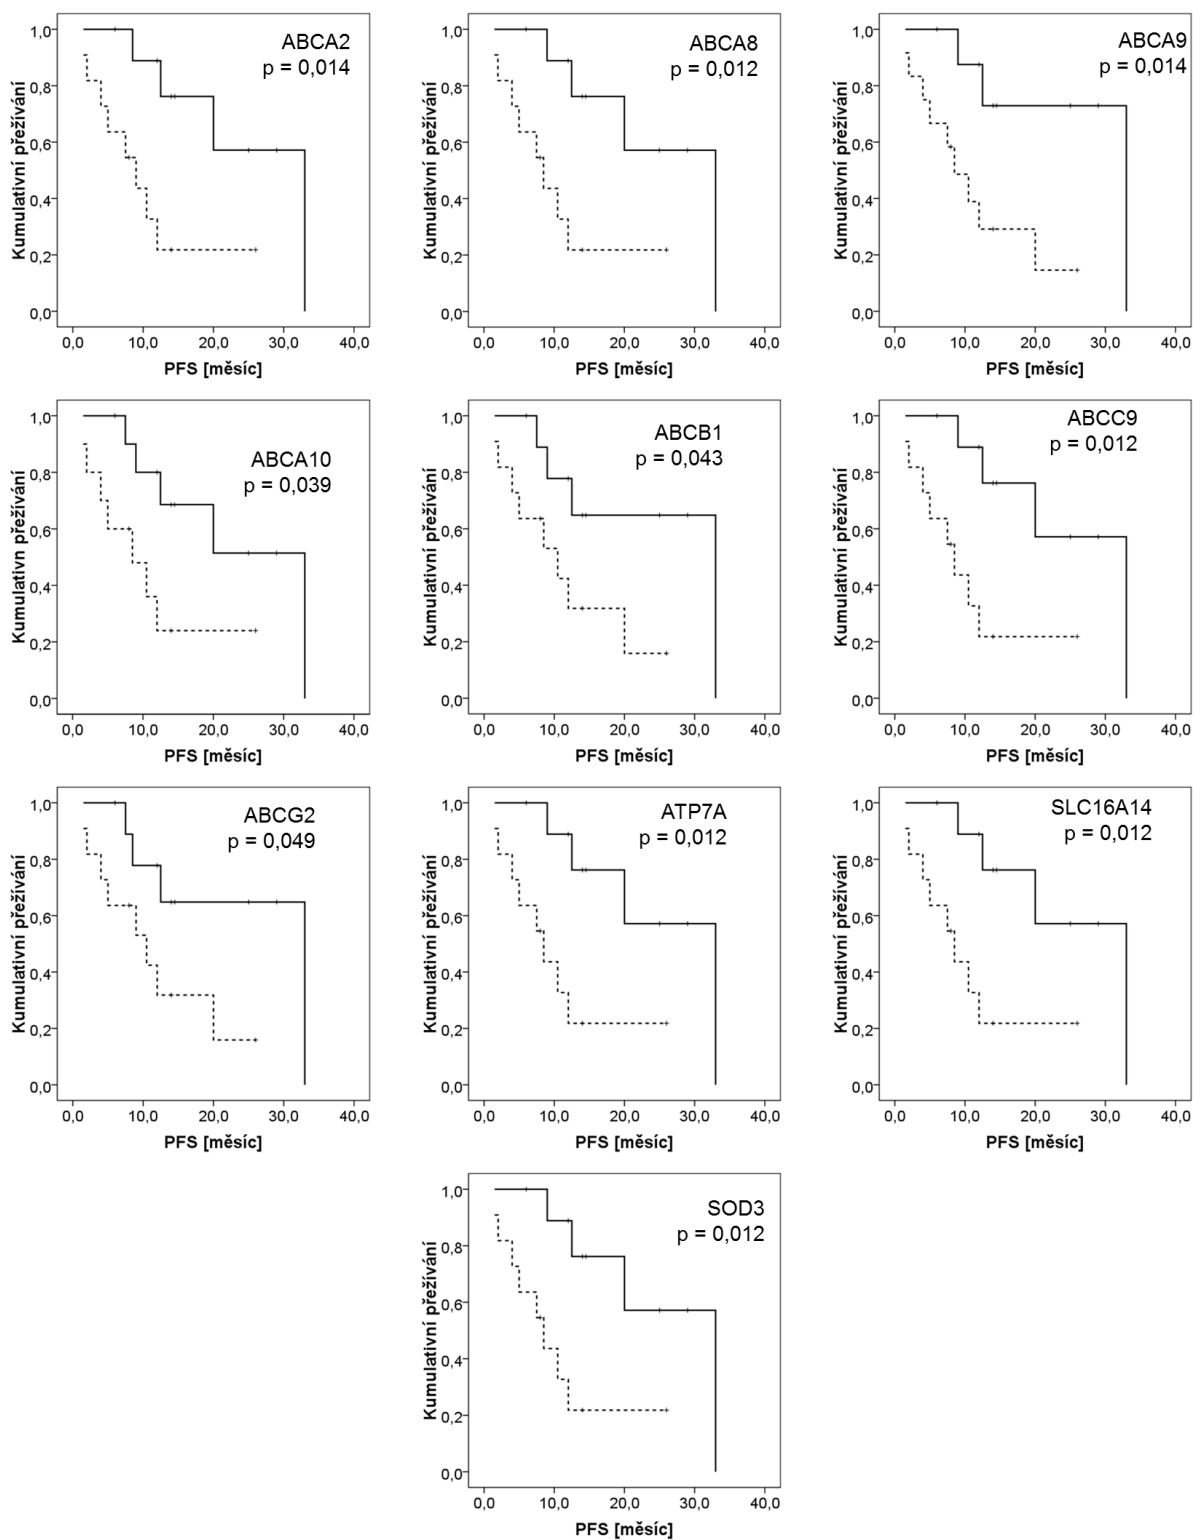 ABCA2
p = 0,014
Kumulativní přežívání
1,0
0,8
0,6
0,4
0,2
0,0
0,0 10,0 20,0 30,0 40,0
PFS [měsíc]
ABCA8
p = 0,012
Kumulativní přežívání
1,0
0,8
0,6
0,4
0,2
0,0
0,0 10,0 20,0 30,0 40,0
PFS [měsíc]
ABCA9
p = 0,014
Kumulativní přežívání
1,0
0,8
0,6
0,4
0,2
0,0
0,0 10,0 20,0 30,0 40,0
PFS [měsíc]
ABCA10
p = 0,039
Kumulativn přežívání
1,0
0,8
0,6
0,4
0,2
0,0
0,0 10,0 20,0 30,0 40,0
PFS [měsíc]
ABCB1
p = 0,043
Kumulativní přežívání
1,0
0,8
0,6
0,4
0,2
0,0
0,0 10,0 20,0 30,0 40,0
PFS [měsíc]
ABCC9
p = 0,012
Kumulativní přežívání
1,0
0,8
0,6
0,4
0,2
0,0
0,0 10,0 20,0 30,0 40,0
PFS [měsíc]
ABCG2
p = 0,049
Kumulativní přežívání
1,0
0,8
0,6
0,4
0,2
0,0
0,0 10,0 20,0 30,0 40,0
PFS [měsíc]
ATP7A
p = 0,012
Kumulativní přežívání
1,0
0,8
0,6
0,4
0,2
0,0
0,0 10,0 20,0 30,0 40,0
PFS [měsíc]
SLC16A14
p = 0,012
Kumulativní přežívání
1,0
0,8
0,6
0,4
0,2
0,0
0,0 10,0 20,0 30,0 40,0
PFS [měsíc]
SOD3
p = 0,012
Kumulativní přežívání
1,0
0,8
0,6
0,4
0,2
0,0
0,0 10,0 20,0 30,0 40,0
PFS [měsíc]